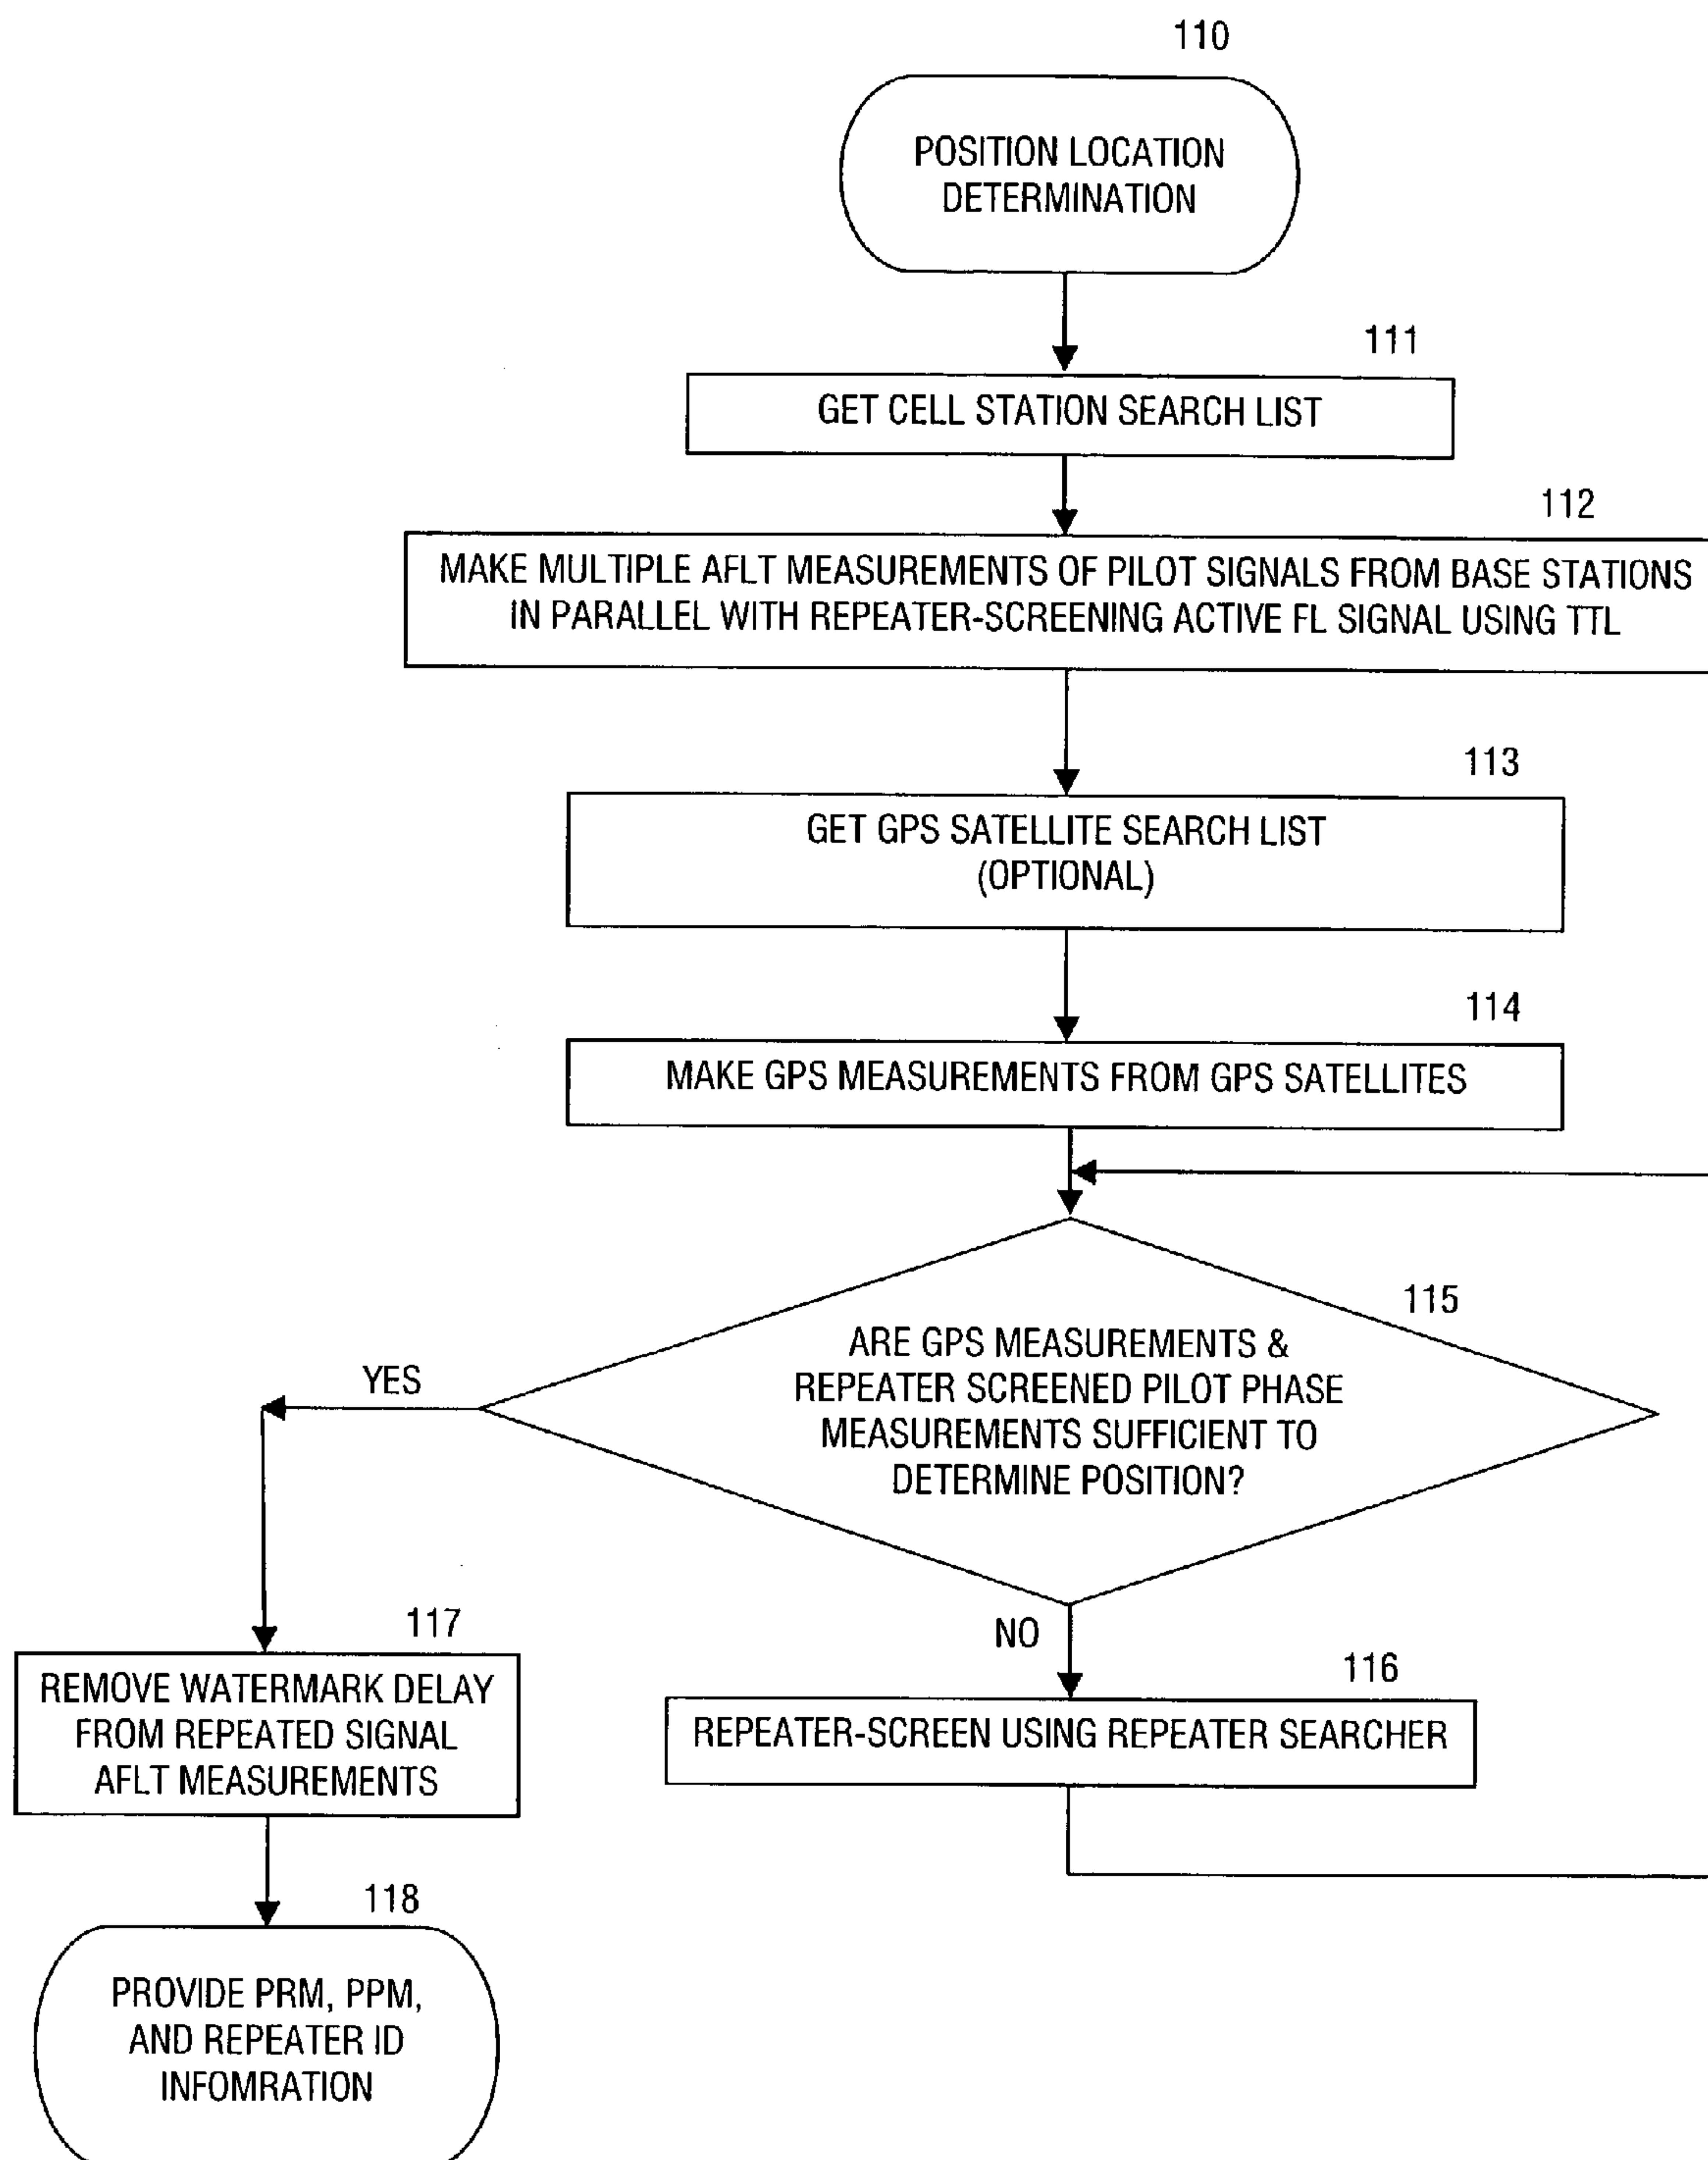 110
POSITION LOCATION
DETERMINATION
111
GET CELL STATION SEARCH LIST
112
MAKE MULTIPLE AFLT MEASUREMENTS OF PILOT SIGNALS FROM BASE STATIONS
IN PARALLEL WITH REPEATER-SCREENING ACTIVE FL SIGNAL USING TTL
113
GET GPS SATELLITE SEARCH LIST
(OPTIONAL)
114
MAKE GPS MEASUREMENTS FROM GPS SATELLITES
115
ARE GPS MEASUREMENTS &
REPEATER SCREENED PILOT PHASE
MEASUREMENTS SUFFICIENT TO
DETERMINE POSITION?
YES
NO
117
REMOVE WATERMARK DELAY
FROM REPEATED SIGNAL
AFLT MEASUREMENTS
116
REPEATER-SCREEN USING REPEATER SEARCHER
118
PROVIDE PRM, PPM,
AND REPEATER ID
INFOMRATION